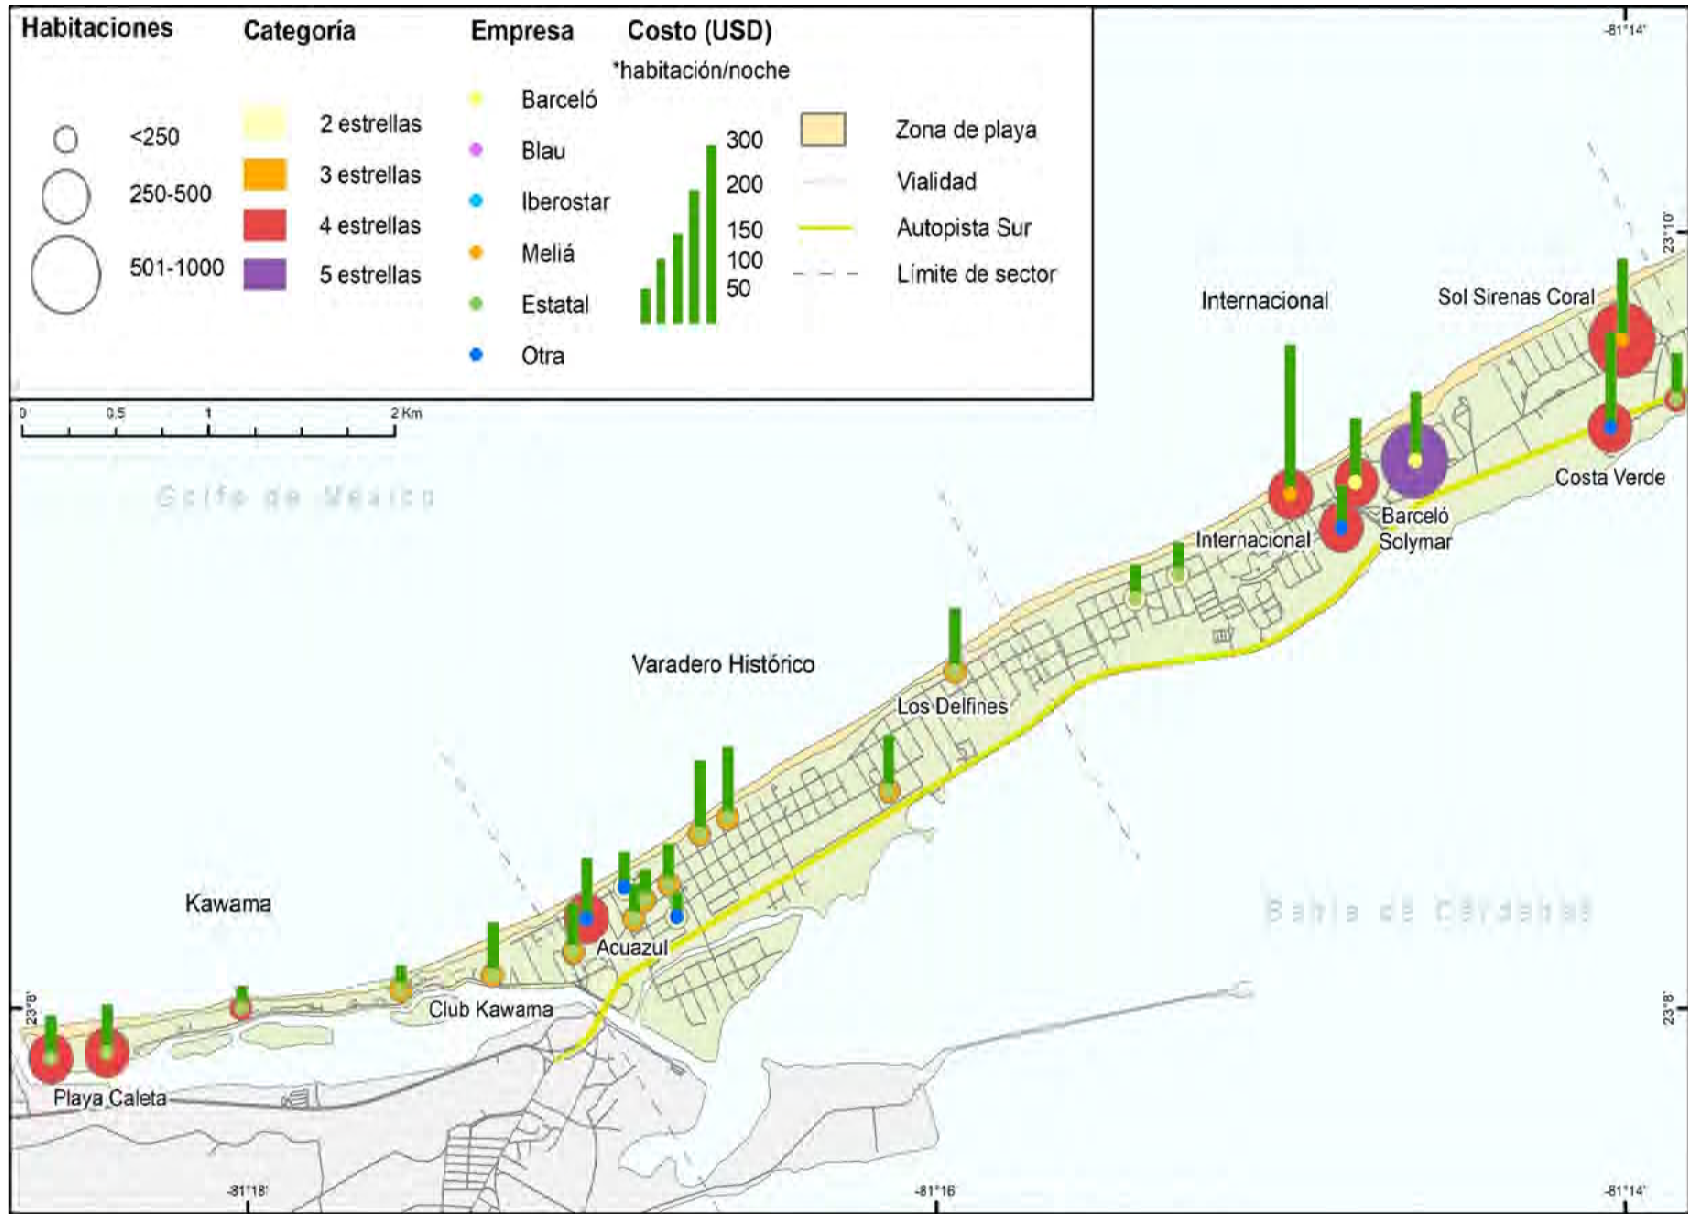 Habitaciones
<250
250-500
501-1000
Categoría
2 estrellas
3 estrellas
4 estrellas
5 estrellas
Empresa
Barceló
Blau
Iberostar
Meliá
Estatal
Otra
Costo (USD)
*habitación/noche
300
200
150
100
50
Zona de playa
Vialidad
Autopista Sur
Límite de sector
0 0.5 1 2 Km
-81°14'
23°10'
Internacional
Sol Sirenas Coral
Golfo de México
Costa Verde
Barceló
Solymar
Internacional
Varadero Histórico
Los Delfines
Kawama
Bahía de Cárdenas
Acuazul
Club Kawama
23°8'
23°8'
Playa Caleta
-81°18'
-81°16'
-81°14'